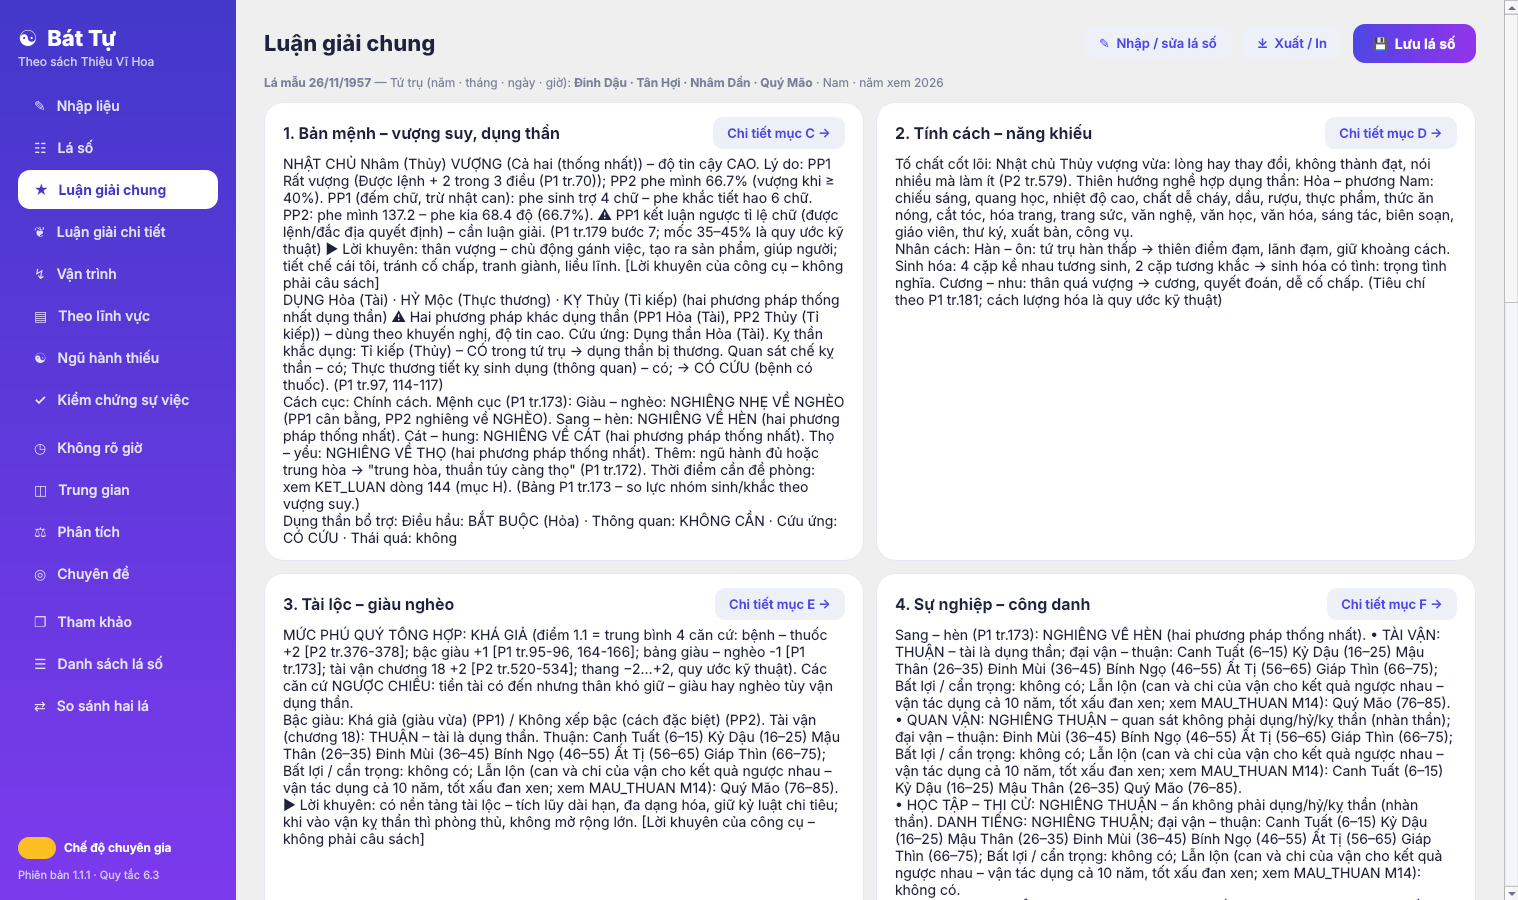 Bát Tự
Theo sách Thiệu Vĩ Hoa
Nhập liệu
Lá số
Luận giải chung
Luận giải chi tiết
Vận trình
Theo lĩnh vực
Ngũ hành thiếu
Kiểm chứng sự việc
Không rõ giờ
Trung gian
Phân tích
Chuyên đề
Tham khảo
Danh sách lá số
So sánh hai lá
Chế độ chuyên gia
Phiên bản 1.1.1 · Quy tắc 6.3
Luận giải chung
Nhập / sửa lá số
Xuất / In
Lưu lá số
Lá mẫu 26/11/1957 — Tứ trụ (năm · tháng · ngày · giờ): Đinh Dậu · Tân Hợi · Nhâm Dần · Quý Mão · Nam · năm xem 2026
1. Bản mệnh – vượng suy, dụng thần
Chi tiết mục C →
NHẬT CHỦ Nhâm (Thủy) VƯỢNG (Cả hai (thống nhất)) – độ tin cậy CAO. Lý do: PP1
Rất vượng (Được lệnh + 2 trong 3 điều (P1 tr.70)); PP2 phe mình 66.7% (vượng khi ≥
40%). PP1 (đếm chữ, trừ nhật can): phe sinh trợ 4 chữ – phe khắc tiết hao 6 chữ.
PP2: phe mình 137.2 – phe kia 68.4 độ (66.7%). ⚠ PP1 kết luận ngược tỉ lệ chữ (được
lệnh/đắc địa quyết định) – cần luận giải. (P1 tr.179 bước 7; mốc 35–45% là quy ước kỹ
thuật) ▶ Lời khuyên: thân vượng – chủ động gánh việc, tạo ra sản phẩm, giúp người;
tiết chế cái tôi, tránh cố chấp, tranh giành, liều lĩnh. [Lời khuyên của công cụ – không
phải câu sách]
DỤNG Hỏa (Tài) · HỶ Mộc (Thực thương) · KỴ Thủy (Tỉ kiếp) (hai phương pháp thống
nhất dụng thần) ⚠ Hai phương pháp khác dụng thần (PP1 Hỏa (Tài), PP2 Thủy (Tỉ
kiếp)) – dùng theo khuyến nghị, độ tin cao. Cứu ứng: Dụng thần Hỏa (Tài). Kỵ thần
khắc dụng: Tỉ kiếp (Thủy) – CÓ trong tứ trụ → dụng thần bị thương. Quan sát chế kỵ
thần – có; Thực thương tiết kỵ sinh dụng (thông quan) – có; → CÓ CỨU (bệnh có
thuốc). (P1 tr.97, 114-117)
Cách cục: Chính cách. Mệnh cục (P1 tr.173): Giàu – nghèo: NGHIÊNG NHẸ VỀ NGHÈO
(PP1 cân bằng, PP2 nghiêng về NGHÈO). Sang – hèn: NGHIÊNG VỀ HÈN (hai phương
pháp thống nhất). Cát – hung: NGHIÊNG VỀ CÁT (hai phương pháp thống nhất). Thọ
– yểu: NGHIÊNG VỀ THỌ (hai phương pháp thống nhất). Thêm: ngũ hành đủ hoặc
trung hòa → "trung hòa, thuần túy càng thọ" (P1 tr.172). Thời điểm cần đề phòng:
xem KET_LUAN dòng 144 (mục H). (Bảng P1 tr.173 – so lực nhóm sinh/khắc theo
vượng suy.)
Dụng thần bổ trợ: Điều hầu: BẮT BUỘC (Hỏa) · Thông quan: KHÔNG CẦN · Cứu ứng:
CÓ CỨU · Thái quá: không
2. Tính cách – năng khiếu
Chi tiết mục D →
Tố chất cốt lõi: Nhật chủ Thủy vượng vừa: lòng hay thay đổi, không thành đạt, nói
nhiều mà làm ít (P2 tr.579). Thiên hướng nghề hợp dụng thần: Hỏa – phương Nam:
chiếu sáng, quang học, nhiệt độ cao, chất dễ cháy, dầu, rượu, thực phẩm, thức ăn
nóng, cắt tóc, hóa trang, trang sức, văn nghệ, văn học, văn hóa, sáng tác, biên soạn,
giáo viên, thư ký, xuất bản, công vụ.
Nhân cách: Hàn – ôn: tứ trụ hàn thấp → thiên điềm đạm, lãnh đạm, giữ khoảng cách.
Sinh hóa: 4 cặp kề nhau tương sinh, 2 cặp tương khắc → sinh hóa có tình: trọng tình
nghĩa. Cương – nhu: thân quá vượng → cương, quyết đoán, dễ cố chấp. (Tiêu chí
theo P1 tr.181; cách lượng hóa là quy ước kỹ thuật)
3. Tài lộc – giàu nghèo
Chi tiết mục E →
MỨC PHÚ QUÝ TỔNG HỢP: KHÁ GIẢ (điểm 1.1 = trung bình 4 căn cứ: bệnh – thuốc
+2 [P2 tr.376-378]; bậc giàu +1 [P1 tr.95-96, 164-166]; bảng giàu – nghèo -1 [P1
tr.173]; tài vận chương 18 +2 [P2 tr.520-534]; thang −2…+2, quy ước kỹ thuật). Các
căn cứ NGƯỢC CHIỀU: tiền tài có đến nhưng thân khó giữ – giàu hay nghèo tùy vận
dụng thần.
Bậc giàu: Khá giả (giàu vừa) (PP1) / Không xếp bậc (cách đặc biệt) (PP2). Tài vận
(chương 18): THUẬN – tài là dụng thần. Thuận: Canh Tuất (6–15) Kỷ Dậu (16–25) Mậu
Thân (26–35) Đinh Mùi (36–45) Bính Ngọ (46–55) Ất Tị (56–65) Giáp Thìn (66–75);
Bất lợi / cần trọng: không có; Lẫn lộn (can và chi của vận cho kết quả ngược nhau –
vận tác dụng cả 10 năm, tốt xấu đan xen; xem MAU_THUAN M14): Quý Mão (76–85).
▶ Lời khuyên: có nền tảng tài lộc – tích lũy dài hạn, đa dạng hóa, giữ kỷ luật chi tiêu;
khi vào vận kỵ thần thì phòng thủ, không mở rộng lớn. [Lời khuyên của công cụ –
không phải câu sách]
4. Sự nghiệp – công danh
Chi tiết mục F →
Sang – hèn (P1 tr.173): NGHIÊNG VỀ HÈN (hai phương pháp thống nhất). • TÀI VẬN:
THUẬN – tài là dụng thần; đại vận – thuận: Canh Tuất (6–15) Kỷ Dậu (16–25) Mậu
Thân (26–35) Đinh Mùi (36–45) Bính Ngọ (46–55) Ất Tị (56–65) Giáp Thìn (66–75);
Bất lợi / cần trọng: không có; Lẫn lộn (can và chi của vận cho kết quả ngược nhau –
vận tác dụng cả 10 năm, tốt xấu đan xen; xem MAU_THUAN M14): Quý Mão (76–85).
• QUAN VẬN: NGHIÊNG THUẬN – quan sát không phải dụng/hỷ/kỵ thần (nhàn thần);
đại vận – thuận: Đinh Mùi (36–45) Bính Ngọ (46–55) Ất Tị (56–65) Giáp Thìn (66–75);
Bất lợi / cần trọng: không có; Lẫn lộn (can và chi của vận cho kết quả ngược nhau –
vận tác dụng cả 10 năm, tốt xấu đan xen; xem MAU_THUAN M14): Canh Tuất (6–15)
Kỷ Dậu (16–25) Mậu Thân (26–35) Quý Mão (76–85).
• HỌC TẬP – THI CỬ: NGHIÊNG THUẬN – ấn không phải dụng/hỷ/kỵ thần (nhàn
thần). DANH TIẾNG: NGHIÊNG THUẬN; đại vận – thuận: Canh Tuất (6–15) Kỷ Dậu
(16–25) Mậu Thân (26–35) Đinh Mùi (36–45) Bính Ngọ (46–55) Ất Tị (56–65) Giáp
Thìn (66–75); Bất lợi / cần trọng: không có; Lẫn lộn (can và chi của vận cho kết quả
ngược nhau – vận tác dụng cả 10 năm, tốt xấu đan xen; xem MAU_THUAN M14):
không có.